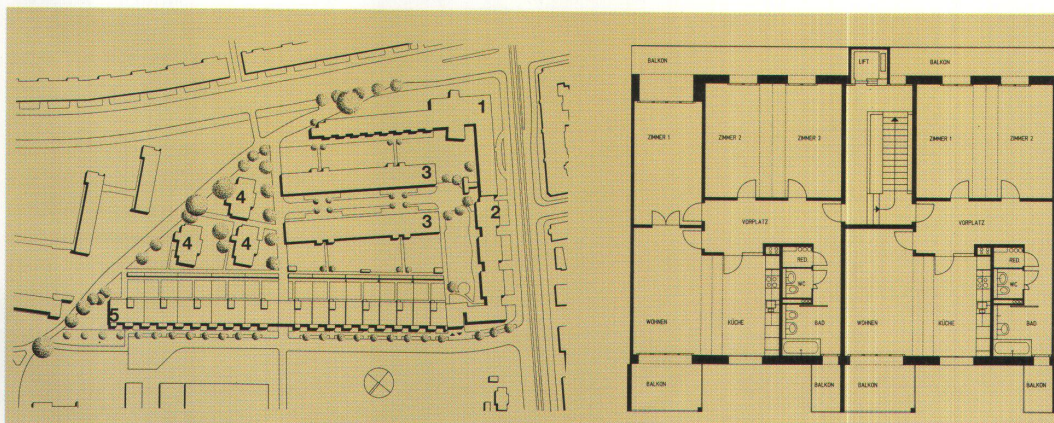 1
3
4
2
3
4
4
5
BALKON
LIFT
BALKON
ZIMMER 1
ZIMMER 2
ZIMMER 3
ZIMMER 1
ZIMMER 2
VORPLATZ
VORPLATZ
RED.
RED.
WC
WC
WOHNEN
KÜCHE
BAD
WOHNEN
KÜCHE
BAD
BALKON
BALKON
BALKON
BALKON